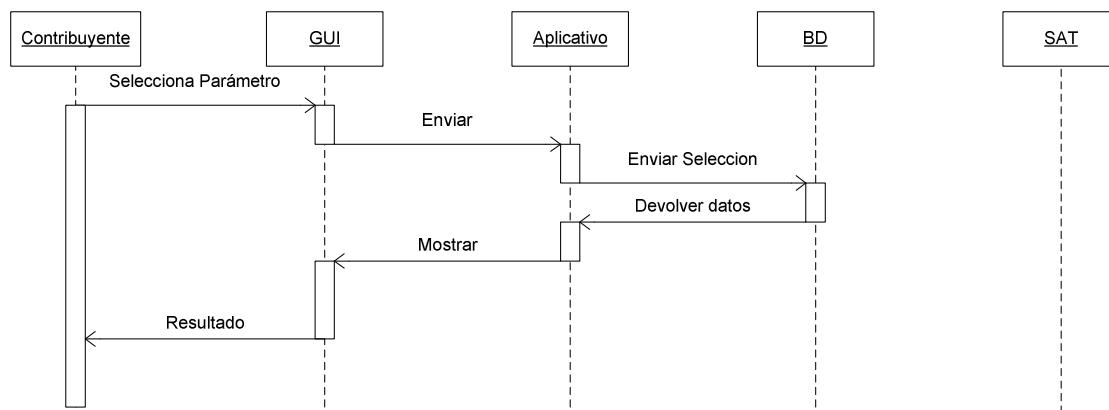 Contribuyente
GUI
Aplicativo
BD
SAT
Selecciona Parámetro
Enviar
Enviar Seleccion
Devolver datos
Mostrar
Resultado